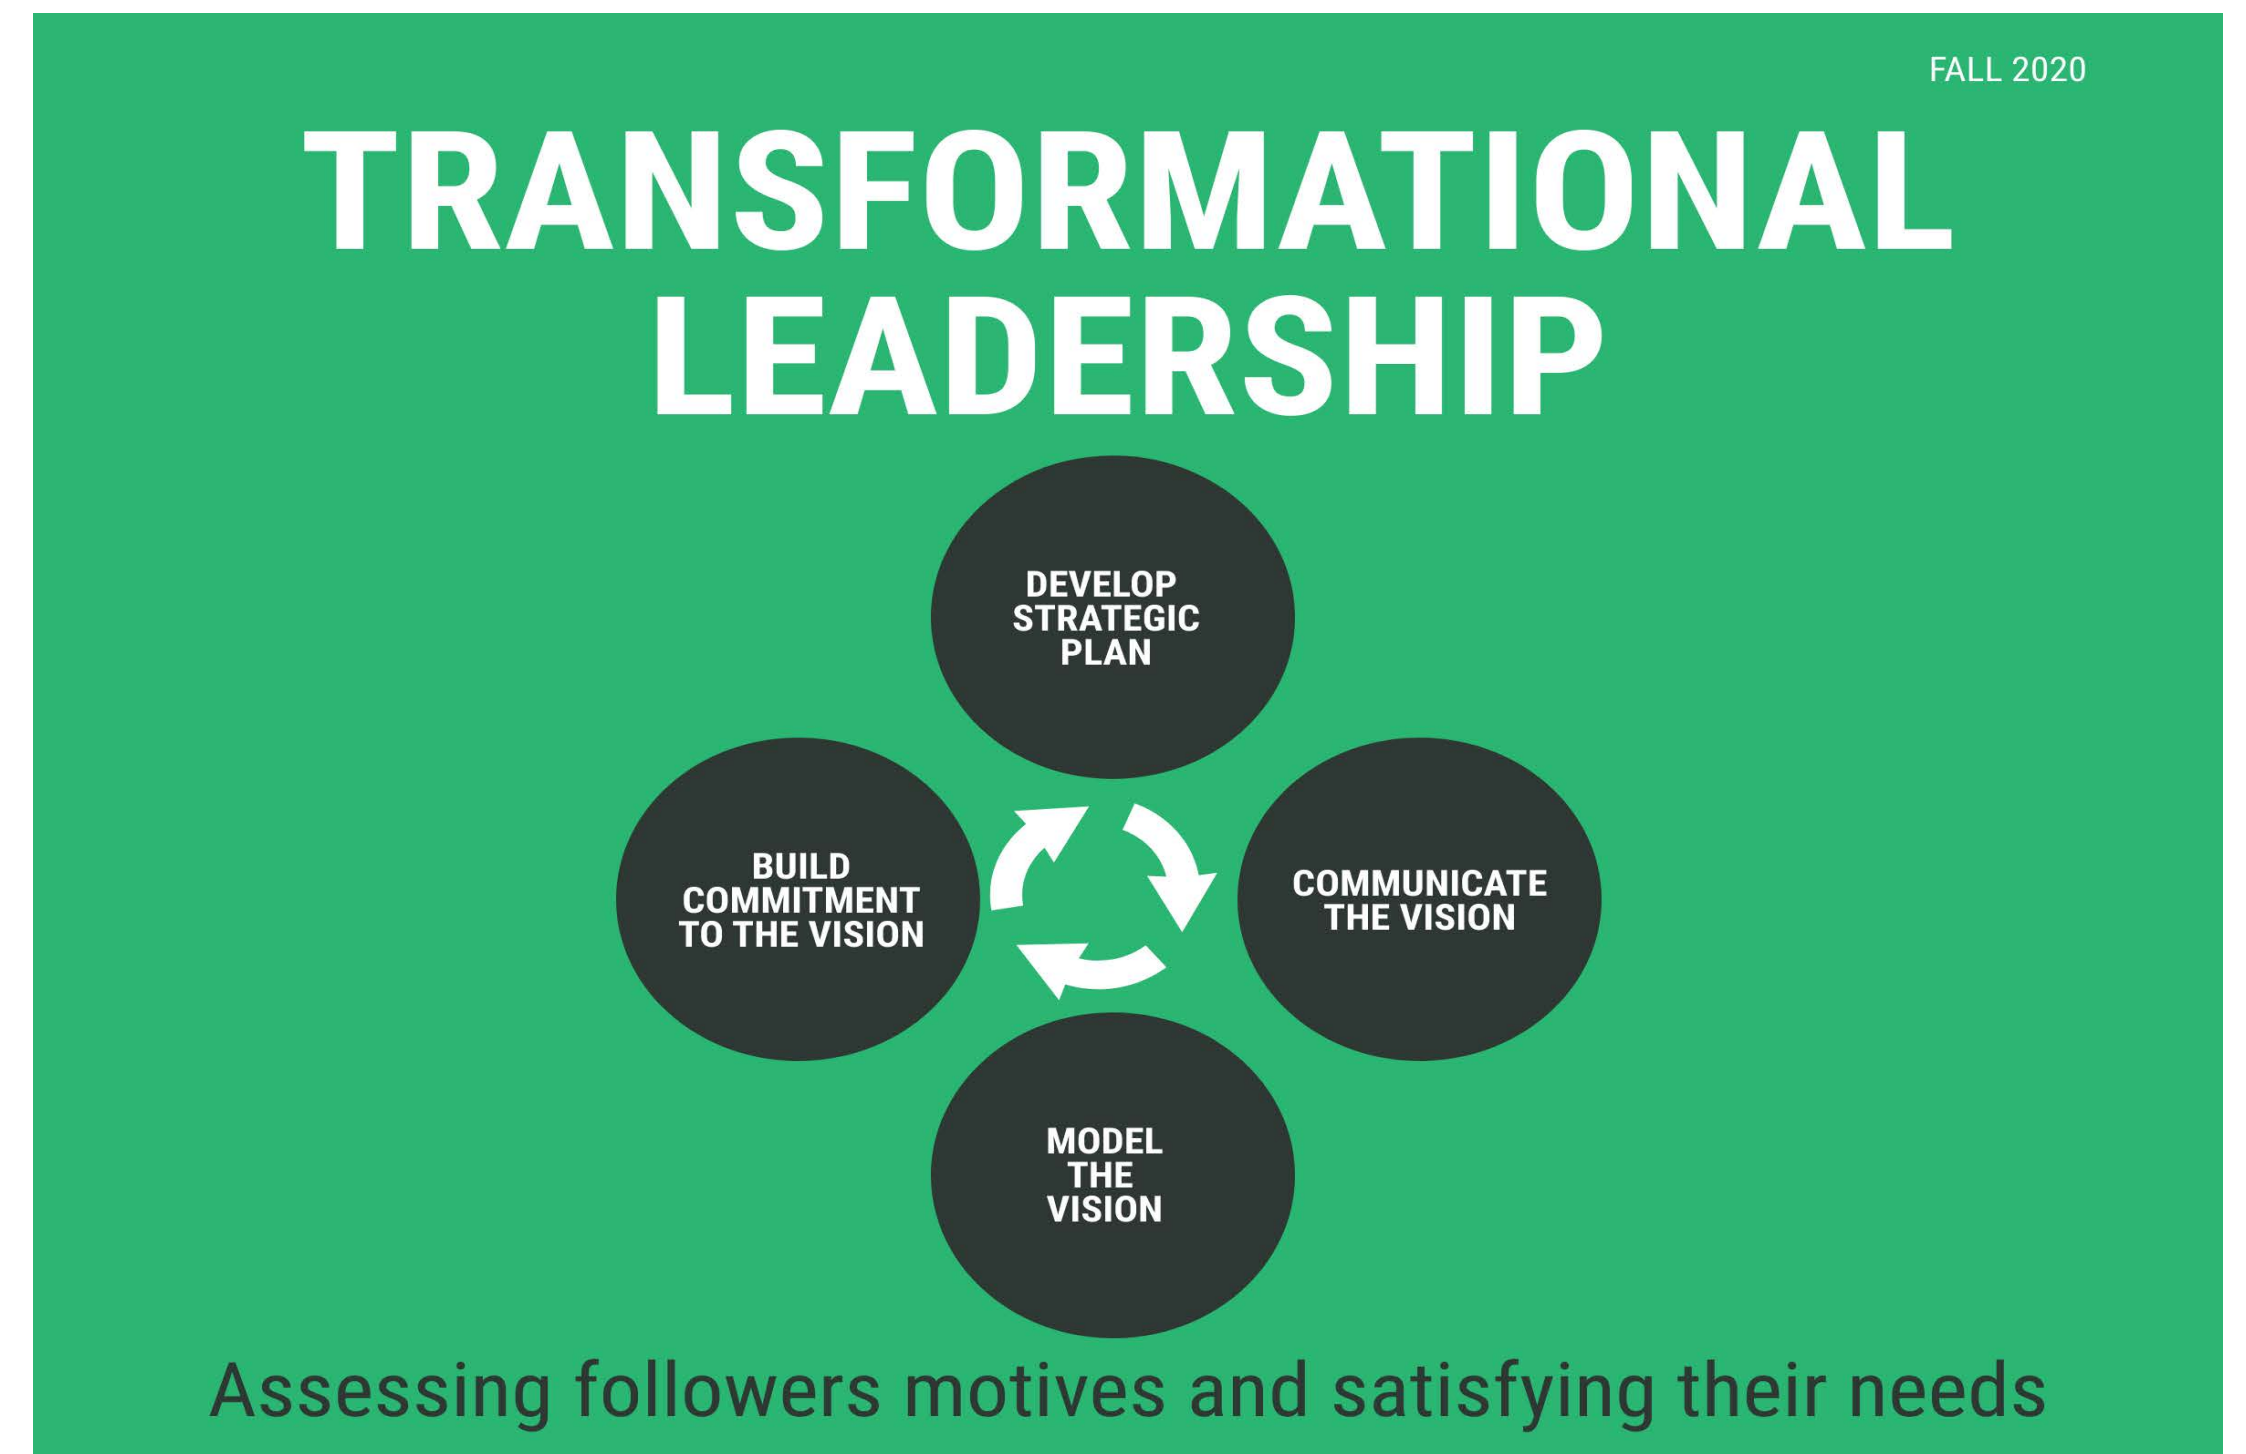 FALL 2020
TRANSFORMATIONAL
LEADERSHIP
DEVELOP
STRATEGIC
PLAN
BUILD
COMMITMENT
TO THE VISION
COMMUNICATE
THE VISION
MODEL
THE
VISION
Assessing followers motives and satisfying their needs